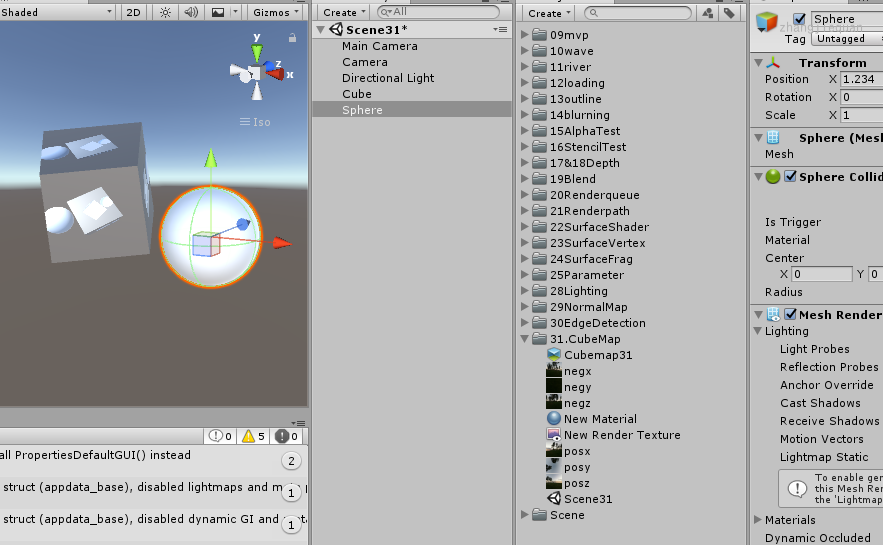 Shaded
2D
Gizmos
y
z
x
Iso
0
5
0
all PropertiesDefaultGUI() instead
2
struct (appdata_base), disabled lightmaps and
1
struct (appdata_base), disabled dynamic GI and
1
Create
All
Scene31*
Main Camera
Camera
Directional Light
Cube
Sphere
Create
09mvp
10wave
11river
12loading
13outline
14blurning
15AlphaTest
16StencilTest
17&18Depth
19Blend
20Renderqueue
21Renderpath
22SurfaceShader
23SurfaceVertex
24SurfaceFrag
25Parameter
28Lighting
29NormalMap
30EdgeDetection
31.CubeMap
Cubemap31
negx
negy
negz
New Material
New Render Texture
posx
posy
posz
Scene31
Scene
Sphere
Tag Untagged
Transform
Position X 1.234
Rotation X 0
Scale X 1
Sphere (Mesh
Mesh
Sphere Collid
Is Trigger
Material
Center
X 0 Y 0
Radius
Mesh Render
Lighting
Light Probes
Reflection Probes
Anchor Override
Cast Shadows
Receive Shadows
Motion Vectors
Lightmap Static
To enable gen
this Mesh Ren
the 'Lightmap
Materials
Dynamic Occluded